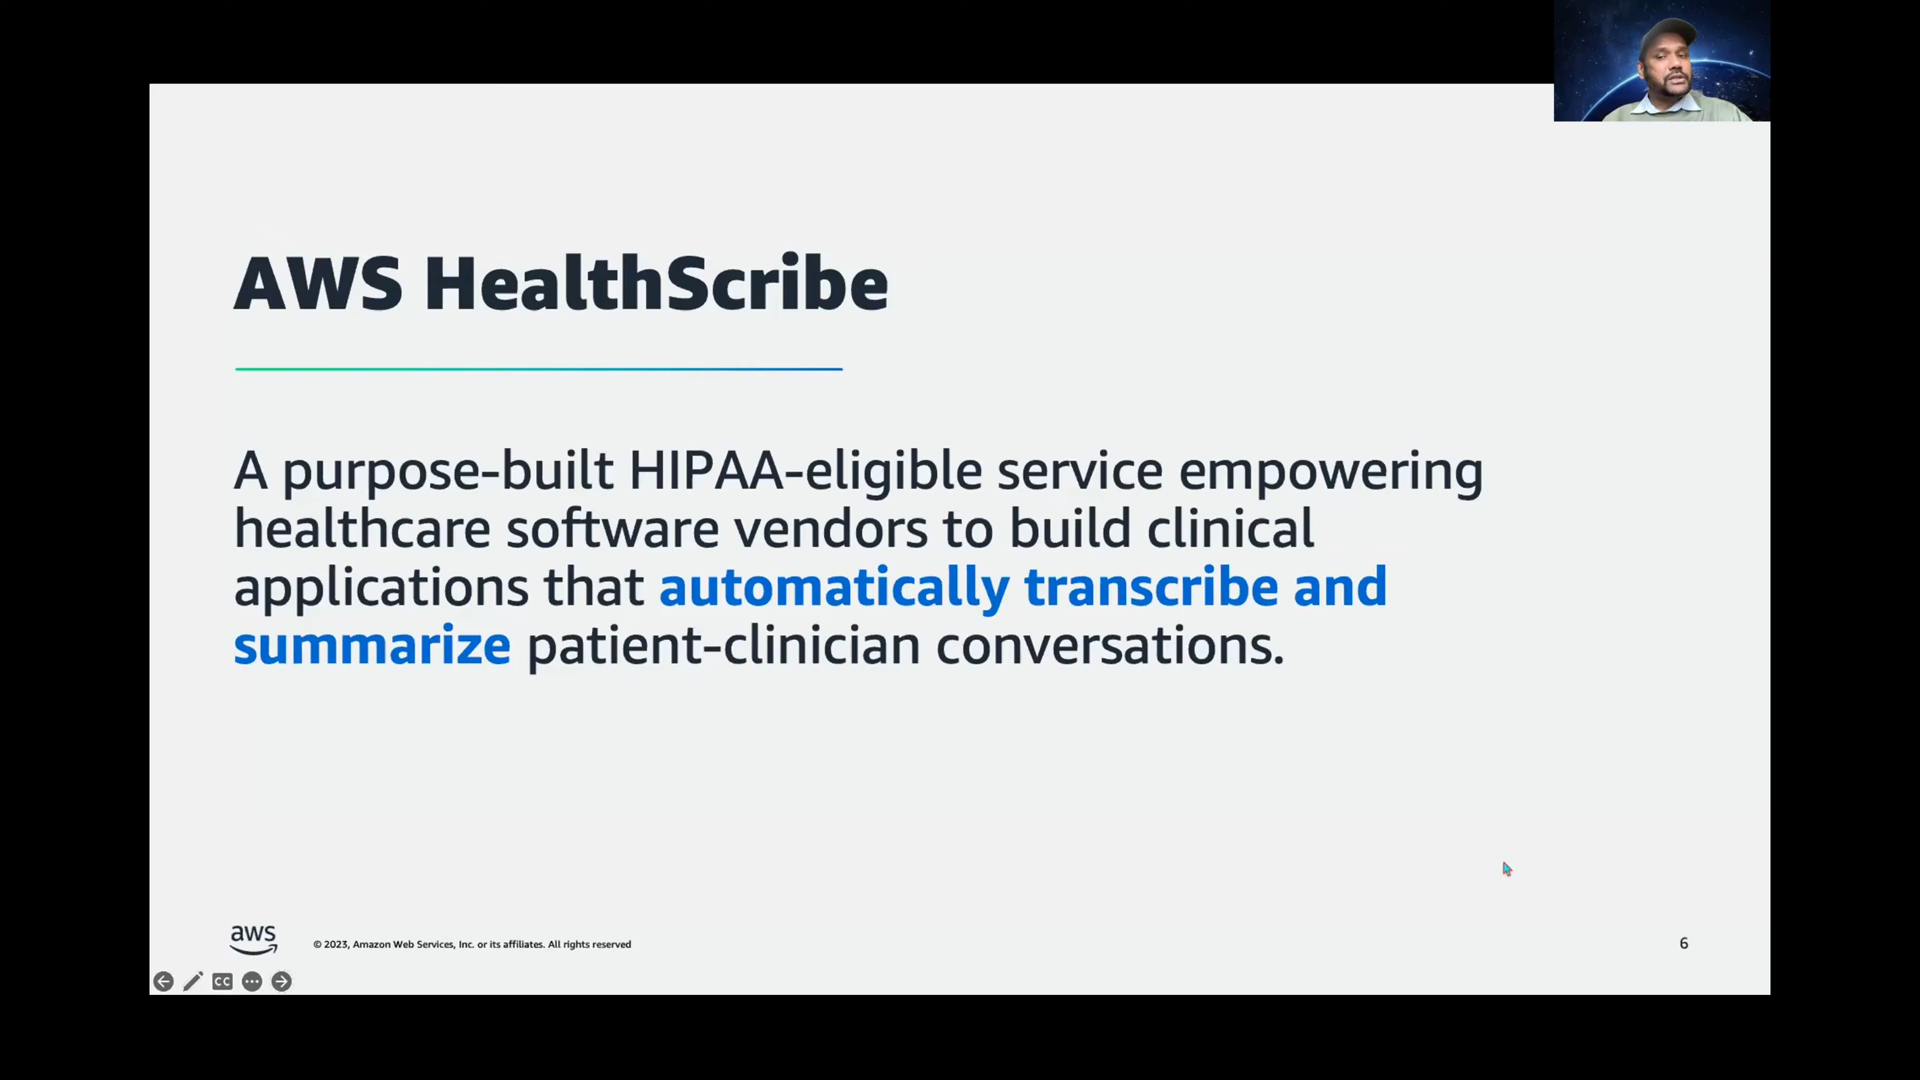 AWS HealthScribe
A purpose-built HIPAA-eligible service empowering
healthcare software vendors to build clinical
applications that automatically transcribe and
summarize patient-clinician conversations.
aws
© 2023, Amazon Web Services, Inc. or its affiliates. All rights reserved
6
CC